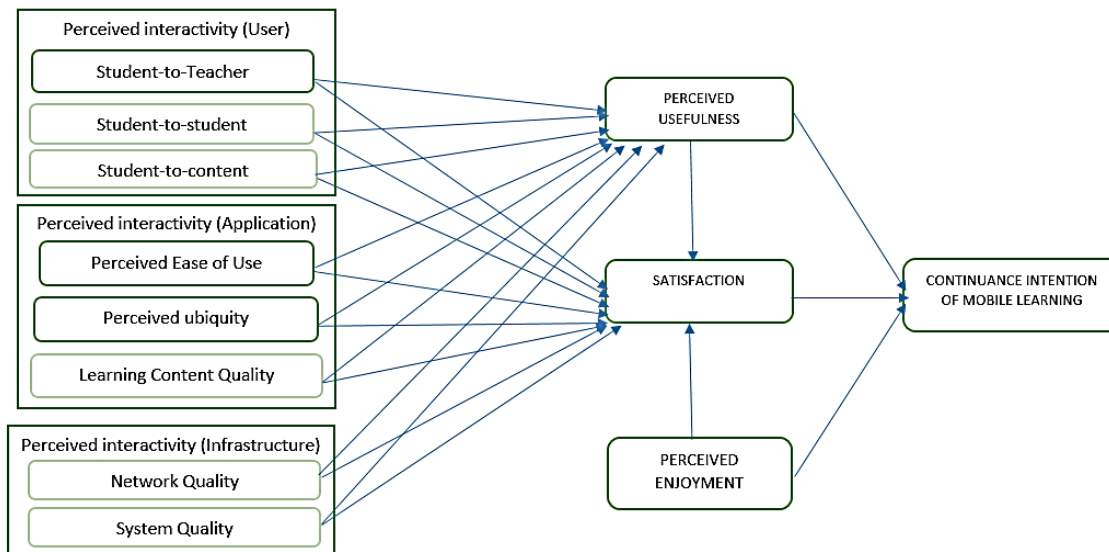 Perceived interactivity (User)
Student-to-Teacher
Student-to-student
Student-to-content
Perceived interactivity (Application)
Perceived Ease of Use
Perceived ubiquity
Learning Content Quality
Perceived interactivity (Infrastructure)
Network Quality
System Quality
PERCEIVED
USEFULNESS
SATISFACTION
PERCEIVED
ENJOYMENT
CONTINUANCE INTENTION
OF MOBILE LEARNING